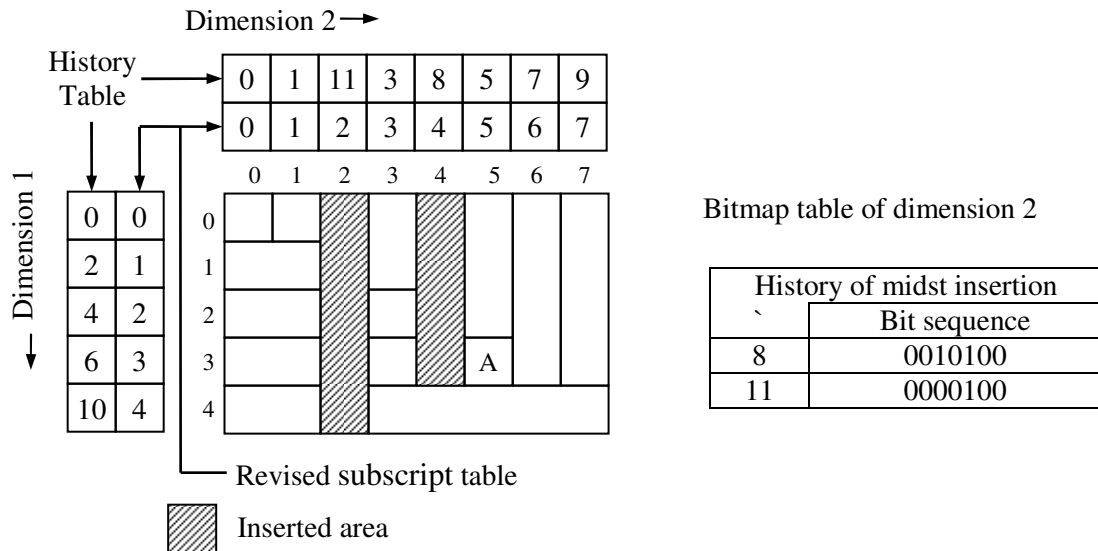 Dimension 2
History
Table
0 1 11 3 8 5 7 9
0 1 2 3 4 5 6 7
0 1 2 3 4 5 6 7
Dimension 1
0 0
2 1
4 2
6 3
10 4
0
1
2
3
4
A
Revised subscript table
Inserted area
Bitmap table of dimension 2
History of midst insertion
` Bit sequence
8 0010100
11 0000100